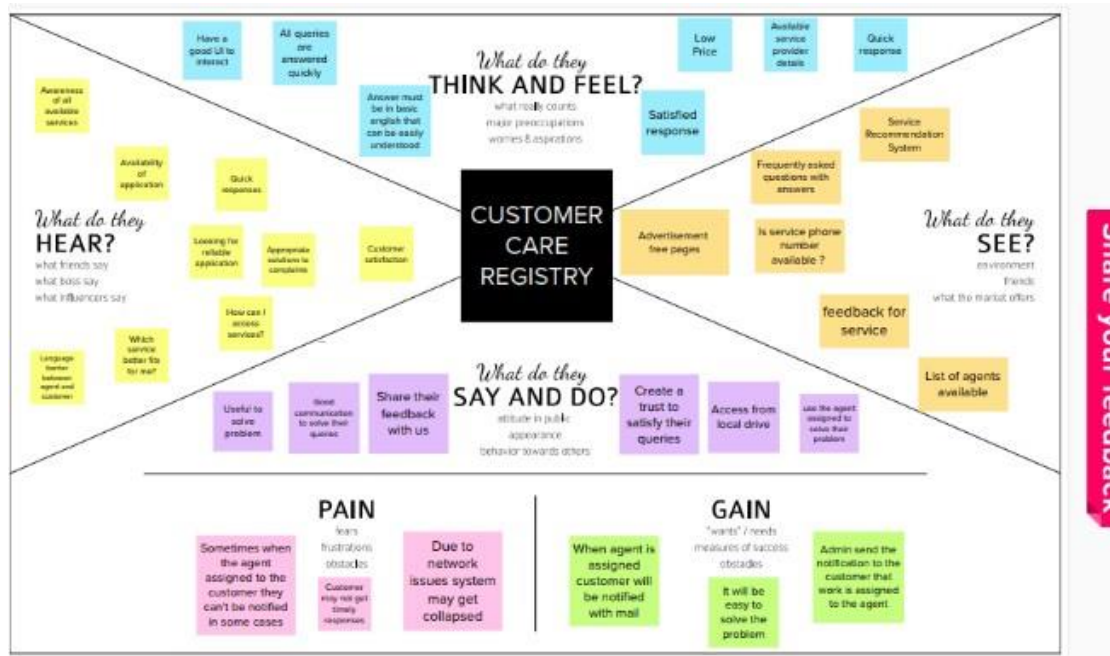 Have a
good UI to
interact
All queries
are
answered
quickly
Answer must
be in basic
english that
can be easily
understood
What do they
THINK AND FEEL?
what really counts
major preoccupations
worries & aspirations
Low
Price
Available
service
provider
details
Quick
response
Satisfied
response
Awareness
of all
available
services
Availability
of
application
Quick
responses
What do they
HEAR?
what friends say
what boss say
what influencers say
Looking for
reliable
application
Appropriate
solutions to
complaints
Customer
satisfaction
How can I
access
services?
Which
service
better fits
for me?
Language
barrier
between
agent and
customer
CUSTOMER
CARE
REGISTRY
Service
Recommendation
System
Frequently asked
questions with
answers
Advertisement
free pages
Is service phone
number
available ?
What do they
SEE?
environment
friends
what the market offers
feedback for
service
List of agents
available
Useful to
solve
problem
Good
communication
to solve their
queries
Share their
feedback
with us
What do they
SAY AND DO?
attitude in public
appearance
behavior towards others
Create a
trust to
satisfy their
queries
Access from
local drive
use the agent
assigned to
solve their
problem
PAIN
fears
frustrations
obstacles
Sometimes when
the agent
assigned to the
customer they
can't be notified
in some cases
Customer
may not get
timely
responses
Due to
network
issues system
may get
collapsed
GAIN
"wants" / needs
measures of success
obstacles
When agent is
assigned
customer will
be notified
with mail
It will be
easy to
solve the
problem
Admin send the
notification to the
customer that
work is assigned
to the agent
Share your feedback